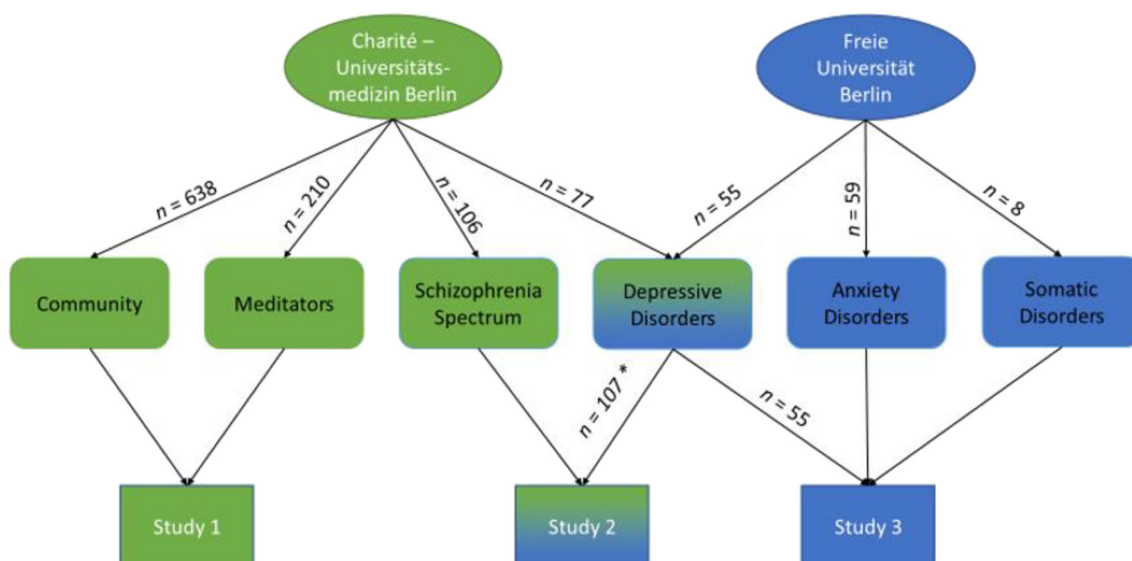 Charité –
Universitäts-
medizin Berlin
Freie
Universität
Berlin
n = 638
n = 210
n = 106
n = 77
n = 55
n = 59
n = 8
Community
Meditators
Schizophrenia
Spectrum
Depressive
Disorders
Anxiety
Disorders
Somatic
Disorders
n = 107 *
n = 55
Study 1
Study 2
Study 3